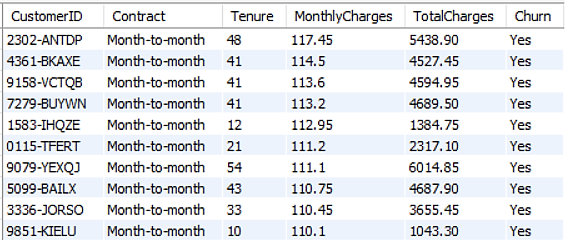 CustomerID Contract Tenure MonthlyCharges TotalCharges Churn
2302-ANTDP Month-to-month 48 117.45 5438.90 Yes
4361-BKAXE Month-to-month 41 114.5 4527.45 Yes
9158-VCTQB Month-to-month 41 113.6 4594.95 Yes
7279-BUYWN Month-to-month 41 113.2 4689.50 Yes
1583-IHQZE Month-to-month 12 112.95 1384.75 Yes
0115-TFERT Month-to-month 21 111.2 2317.10 Yes
9079-YEXQJ Month-to-month 54 111.1 6014.85 Yes
5099-BAILX Month-to-month 43 110.75 4687.90 Yes
3336-JORSO Month-to-month 33 110.45 3655.45 Yes
9851-KIELU Month-to-month 10 110.1 1043.30 Yes